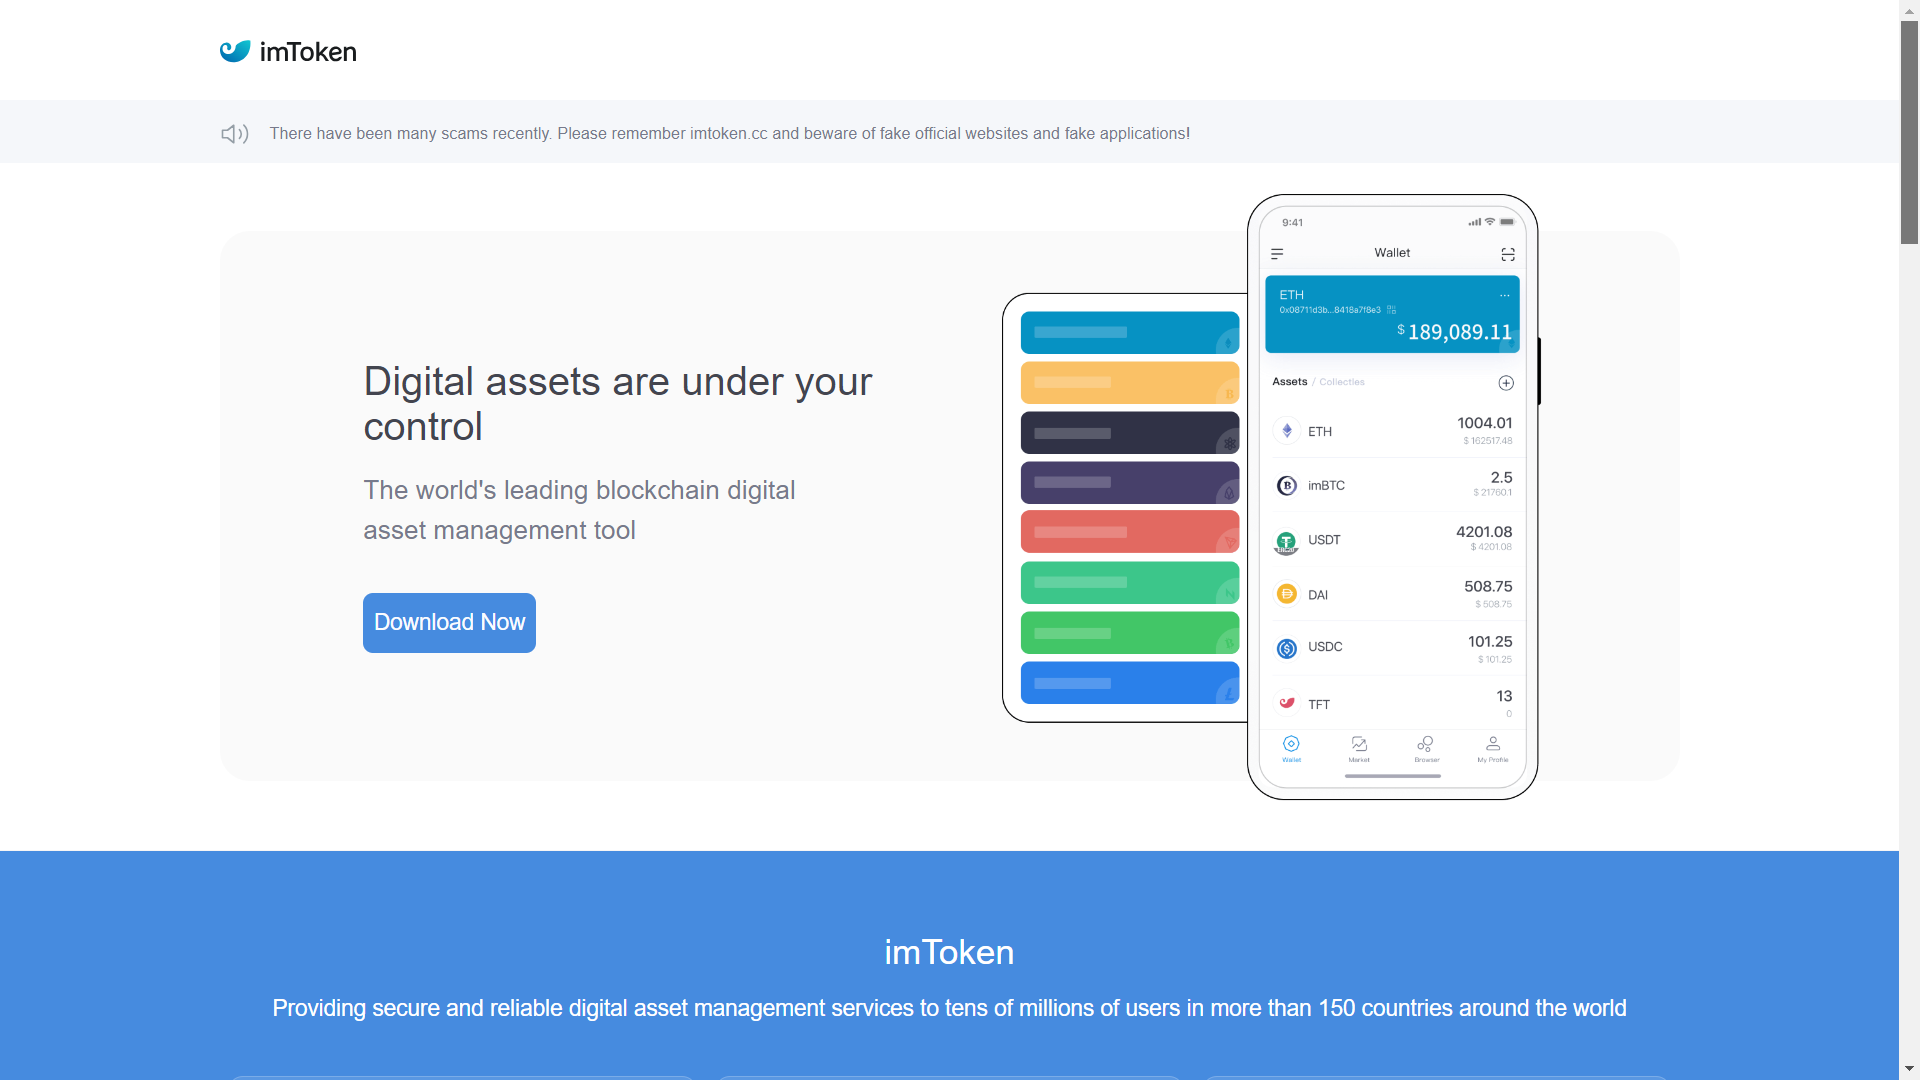 imToken
There have been many scams recently. Please remember imtoken.cc and beware of fake official websites and fake applications!
Digital assets are under your
control
The world's leading blockchain digital
asset management tool
Download Now
9:41
Wallet
ETH
0x08711d3b...8418a7f8e3
$ 189,089.11
Assets / Collecties
ETH 1004.01
$ 162517.48
imBTC 2.5
$ 21760.1
USDT 4201.08
$ 4201.08
DAI 508.75
$ 508.75
USDC 101.25
$ 101.25
TFT 13
0
Wallet Market Browser My Profile
imToken
Providing secure and reliable digital asset management services to tens of millions of users in more than 150 countries around the world